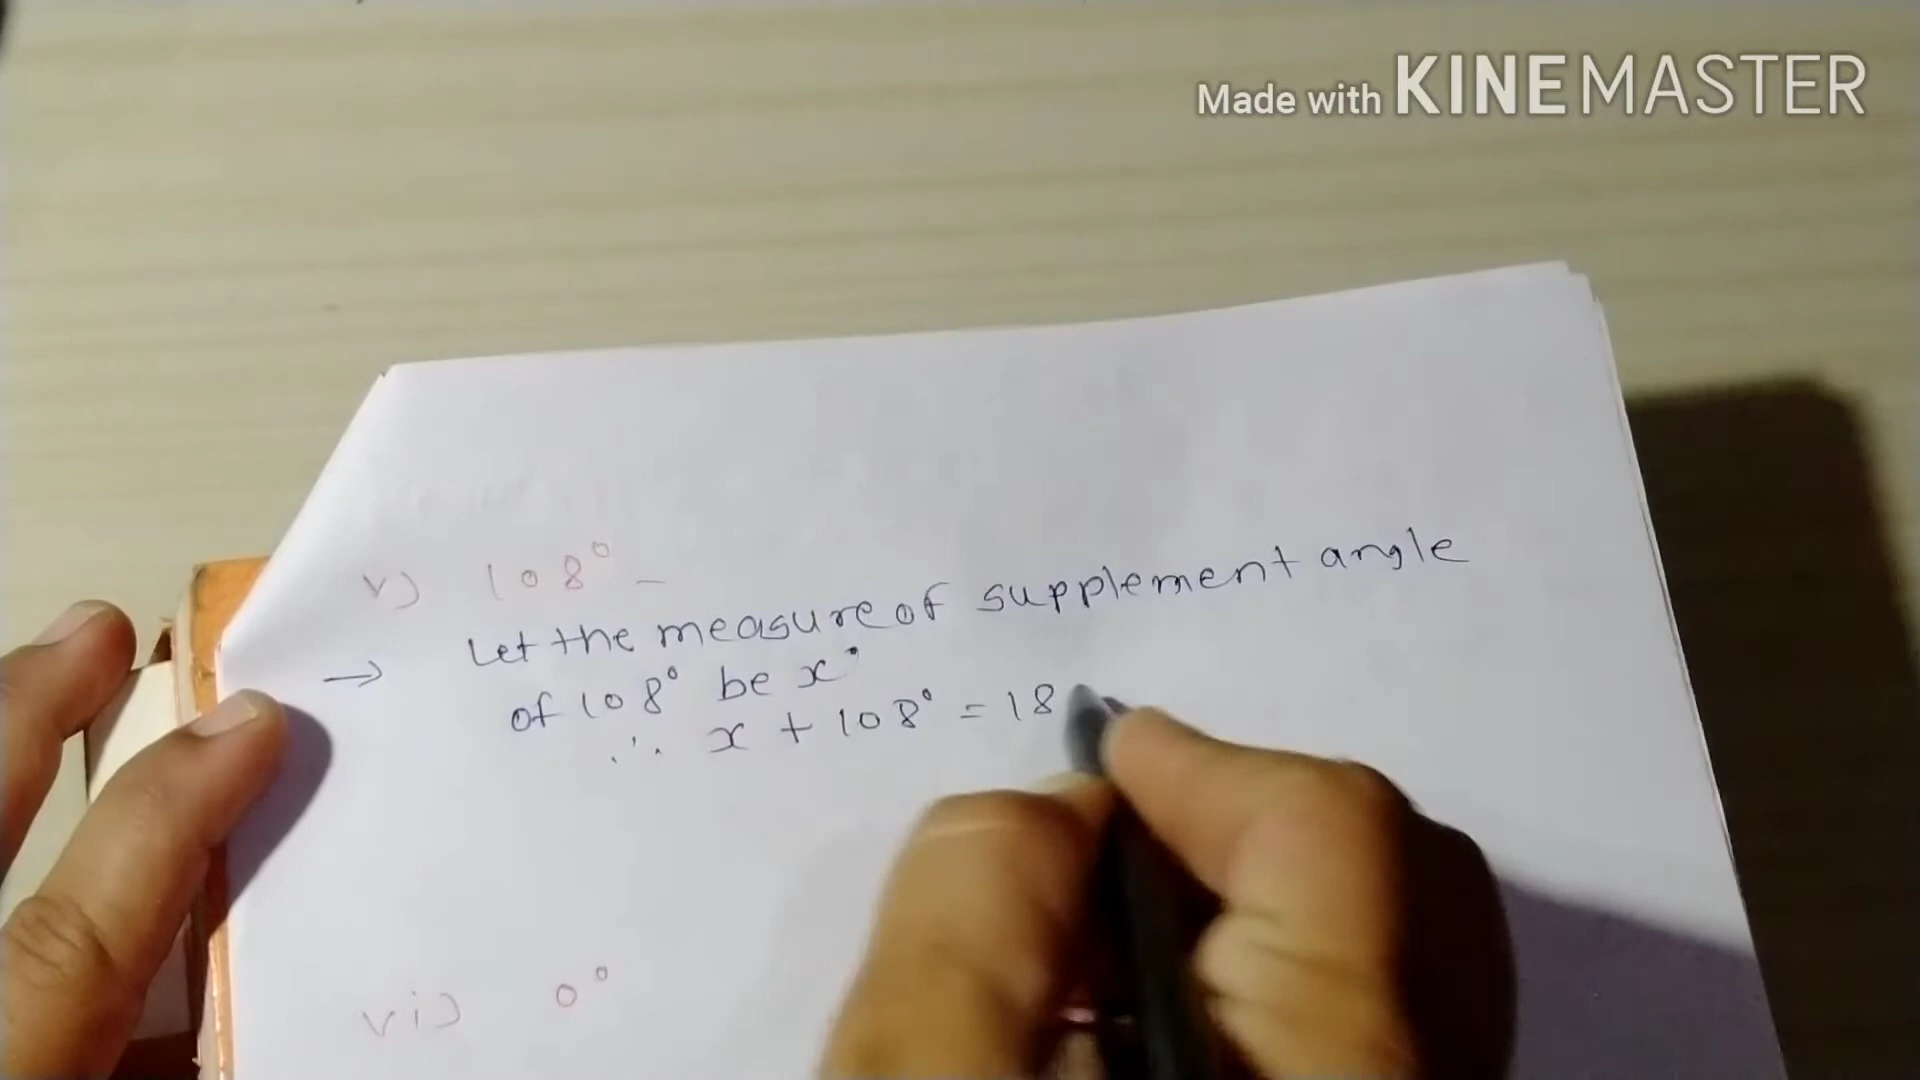 Made with KINEMASTER
v) 108° -
→ Let the measure of supplement angle
of 108° be x°
∴ x + 108° = 18
vi) 0°